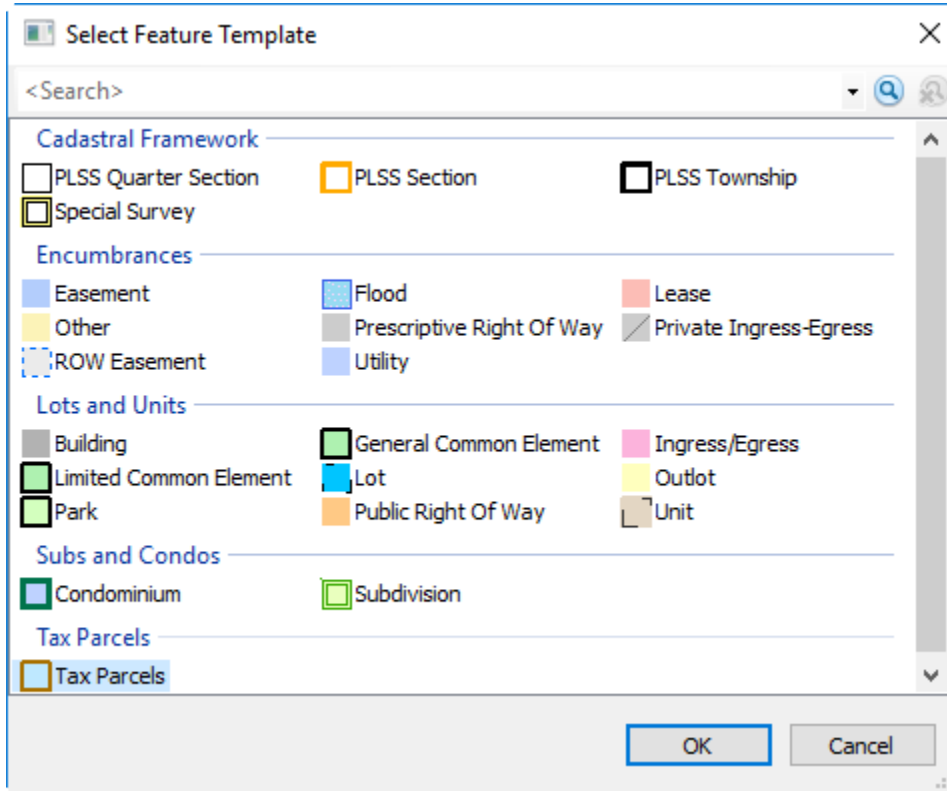 Select Feature Template
<Search>
Cadastral Framework
PLSS Quarter Section PLSS Section PLSS Township
Special Survey
Encumbrances
Easement Flood Lease
Other Prescriptive Right Of Way Private Ingress-Egress
ROW Easement Utility
Lots and Units
Building General Common Element Ingress/Egress
Limited Common Element Lot Outlot
Park Public Right Of Way Unit
Subs and Condos
Condominium Subdivision
Tax Parcels
Tax Parcels
OK Cancel